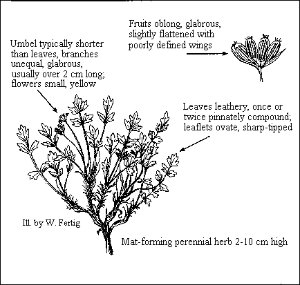 Fruits oblong, glabrous,
slightly flattened with
poorly defined wings
Umbel typically shorter
than leaves, branches
unequal, glabrous,
usually over 2 cm long;
flowers small, yellow
Leaves leathery, once or
twice pinnately compound;
leaflets ovate, sharp-tipped
Ill. by W. Fertig
Mat-forming perennial herb 2-10 cm high